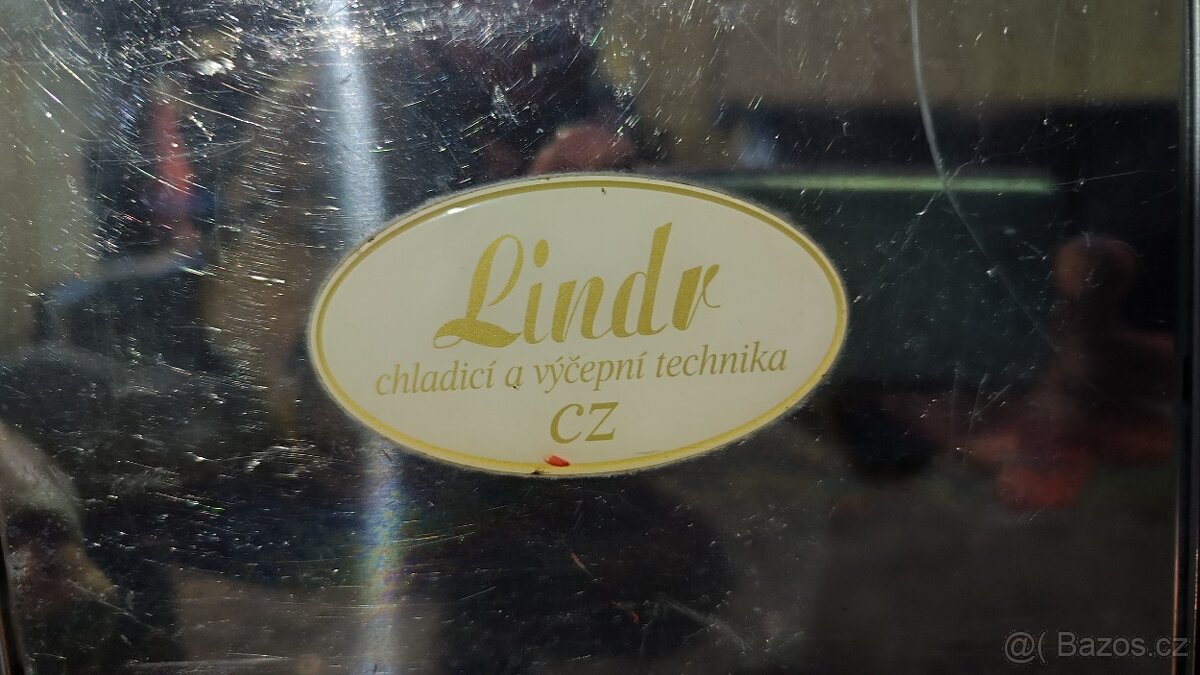 Lindr
chladicí a výčepní technika
CZ
@( Bazos.cz